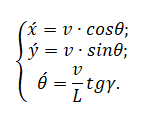 x́ = v · cosθ;
ý = v · sinθ;
θ́ = v/L tgγ.